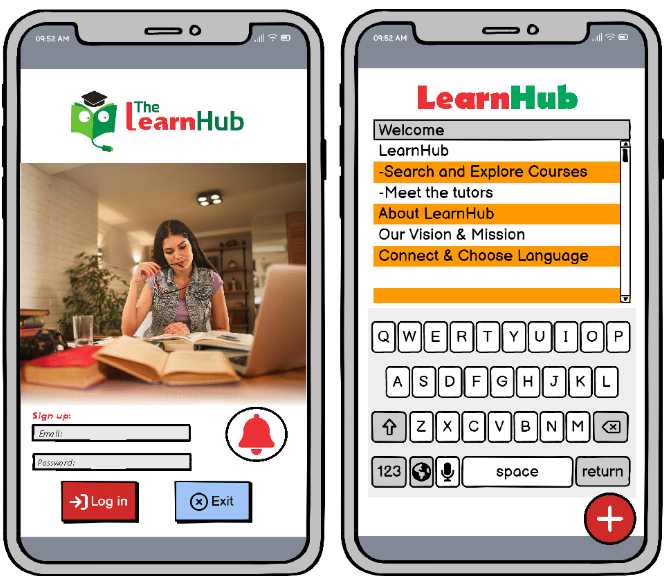 09:52 AM
The
LearnHub
Sign up:
Email:
Password:
Log in
Exit
09:52 AM
LearnHub
Welcome
LearnHub
-Search and Explore Courses
-Meet the tutors
About LearnHub
Our Vision & Mission
Connect & Choose Language
Q W E R T Y U I O P
A S D F G H J K L
Z X C V B N M
123 space return